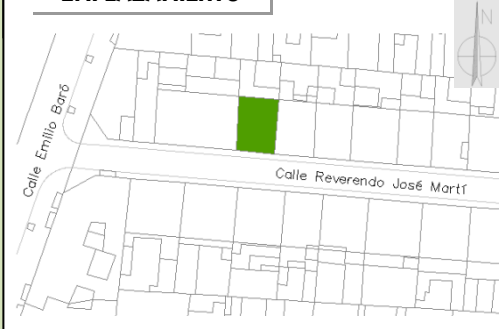 EMPLAZAMIENTO
N
Calle Emilio Baró
Calle Reverendo José Martí